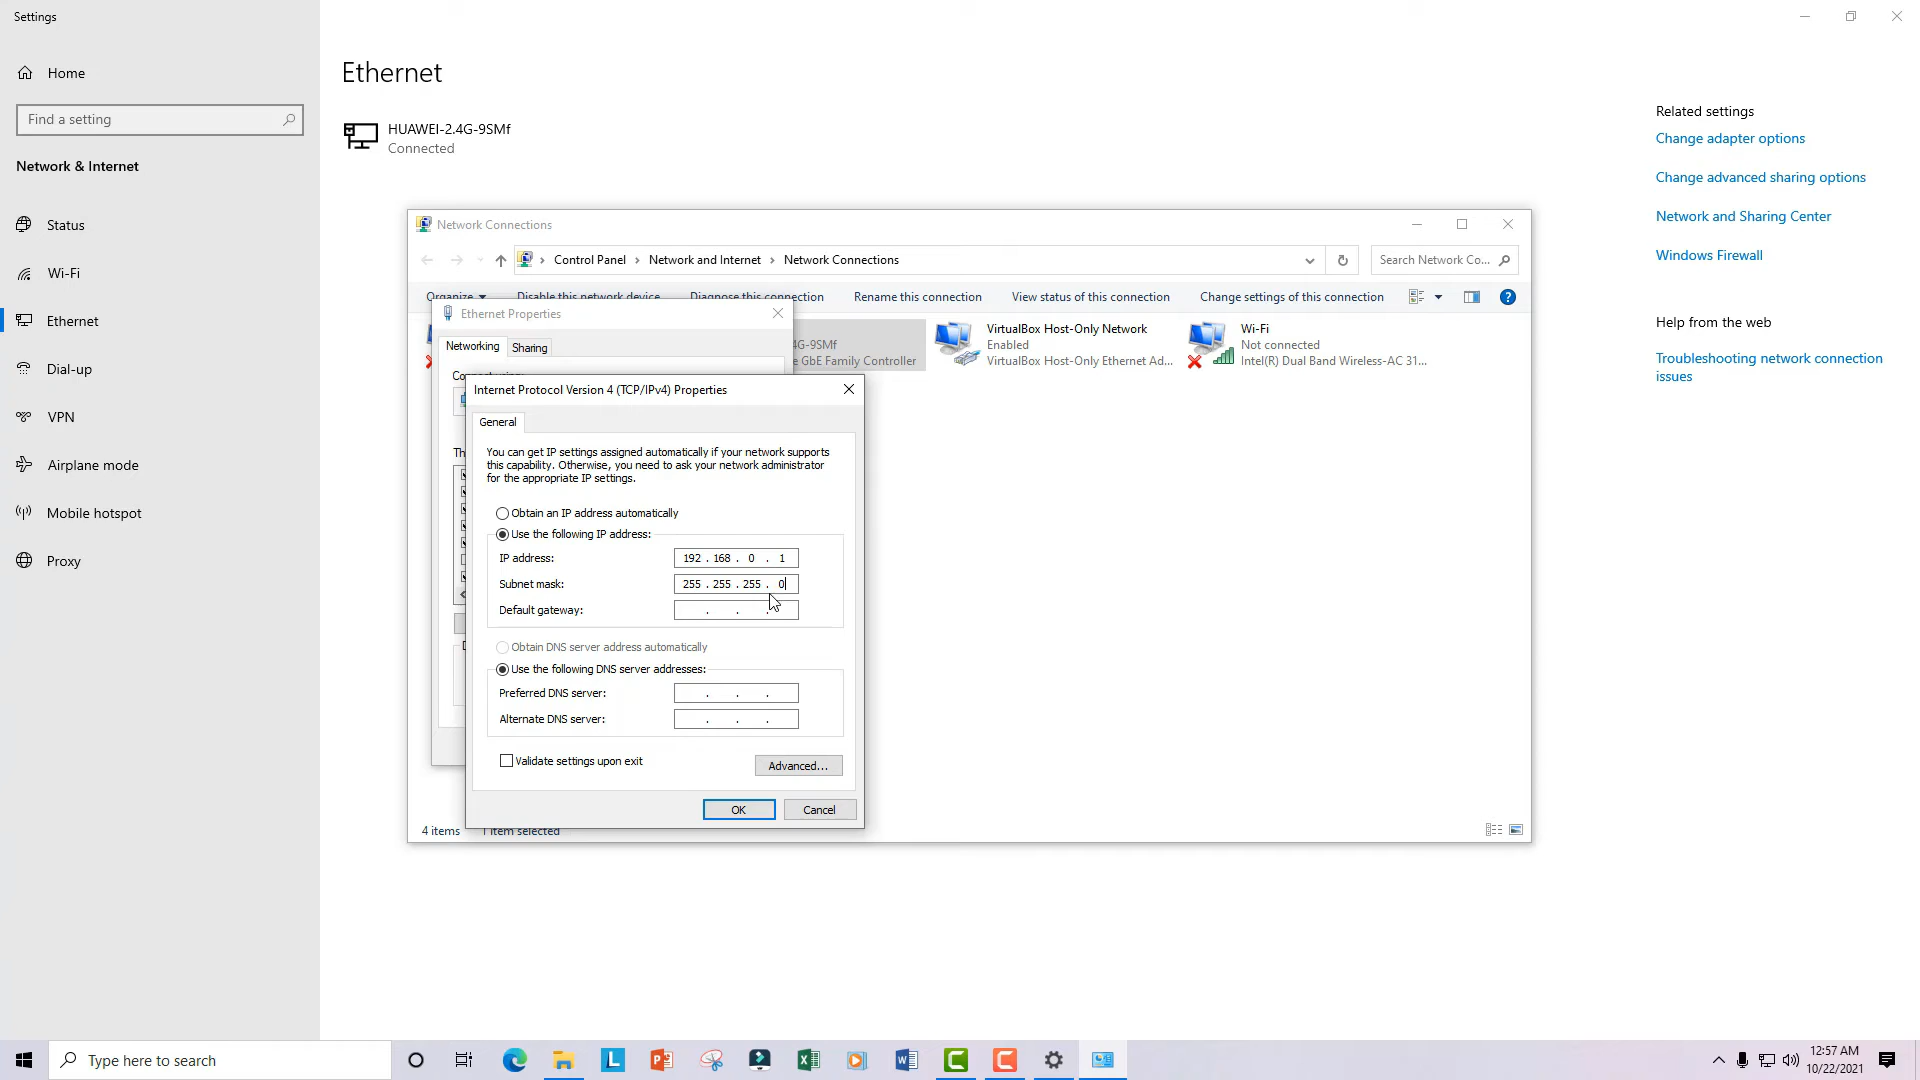 Settings
Home
Find a setting
Network & Internet
Status
Wi-Fi
Ethernet
Dial-up
VPN
Airplane mode
Mobile hotspot
Proxy
Ethernet
HUAWEI-2.4G-9SMf
Connected
Related settings
Change adapter options
Change advanced sharing options
Network and Sharing Center
Windows Firewall
Help from the web
Troubleshooting network connection
issues
Network Connections
Control Panel > Network and Internet > Network Connections
Search Network Co...
Organize Disable this network device Diagnose this connection Rename this connection View status of this connection Change settings of this connection
4G-9SMf
GbE Family Controller
VirtualBox Host-Only Network
Enabled
VirtualBox Host-Only Ethernet Ad...
Wi-Fi
Not connected
Intel(R) Dual Band Wireless-AC 31...
Ethernet Properties
Networking Sharing
Internet Protocol Version 4 (TCP/IPv4) Properties
General
You can get IP settings assigned automatically if your network supports
this capability. Otherwise, you need to ask your network administrator
for the appropriate IP settings.
Obtain an IP address automatically
Use the following IP address:
IP address: 192 . 168 . 0 . 1
Subnet mask: 255 . 255 . 255 . 0
Default gateway: . . .
Obtain DNS server address automatically
Use the following DNS server addresses:
Preferred DNS server: . . .
Alternate DNS server: . . .
Validate settings upon exit
Advanced...
OK Cancel
4 items 1 item selected
Type here to search
12:57 AM
10/22/2021